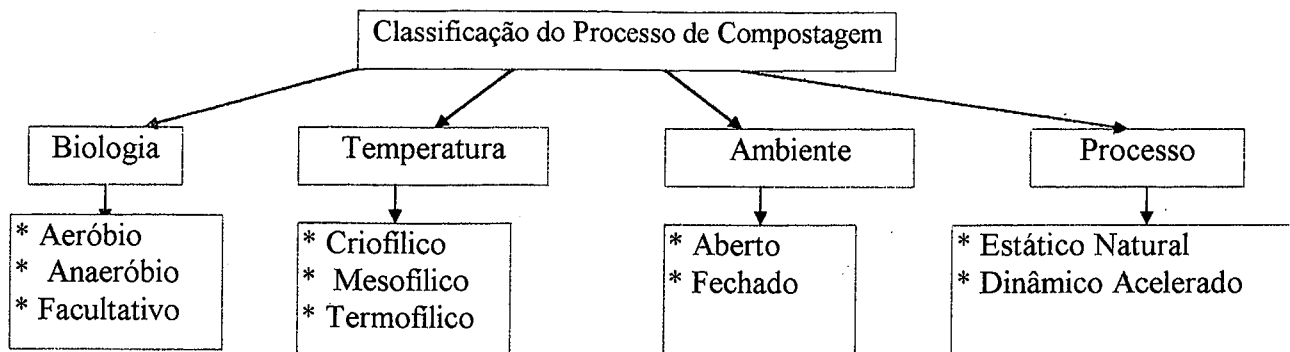 Classificação do Processo de Compostagem
Biologia
Temperatura
Ambiente
Processo
* Aeróbio
* Anaeróbio
* Facultativo
* Criofílico
* Mesofílico
* Termofílico
* Aberto
* Fechado
* Estático Natural
* Dinâmico Acelerado